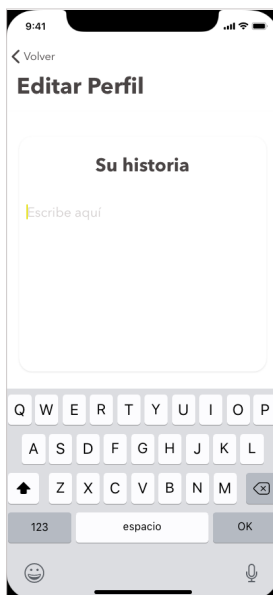 9:41
Volver
Editar Perfil
Su historia
Escribe aquí
Q W E R T Y U I O P
A S D F G H J K L
Z X C V B N M
123 espacio OK